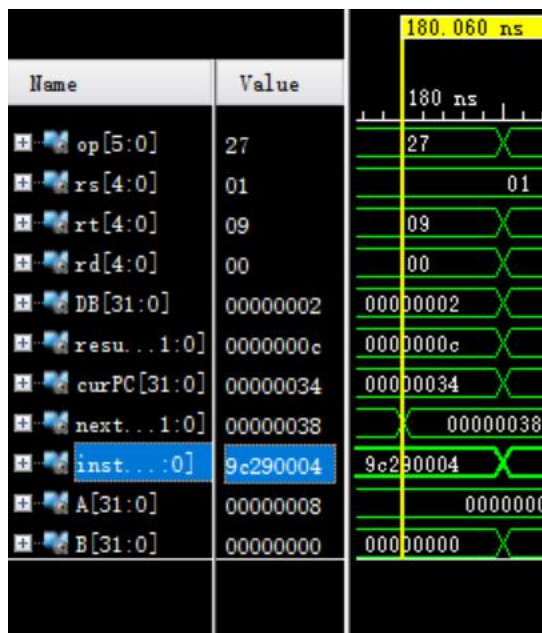 180.060 ns
Name Value
180 ns
op[5:0] 27 27
rs[4:0] 01 01
rt[4:0] 09 09
rd[4:0] 00 00
DB[31:0] 00000002 00000002
resu...1:0] 0000000c 0000000c
curPC[31:0] 00000034 00000034
next...1:0] 00000038 00000038
inst...:0] 9c290004 9c290004
A[31:0] 00000008 0000000
B[31:0] 00000000 00000000